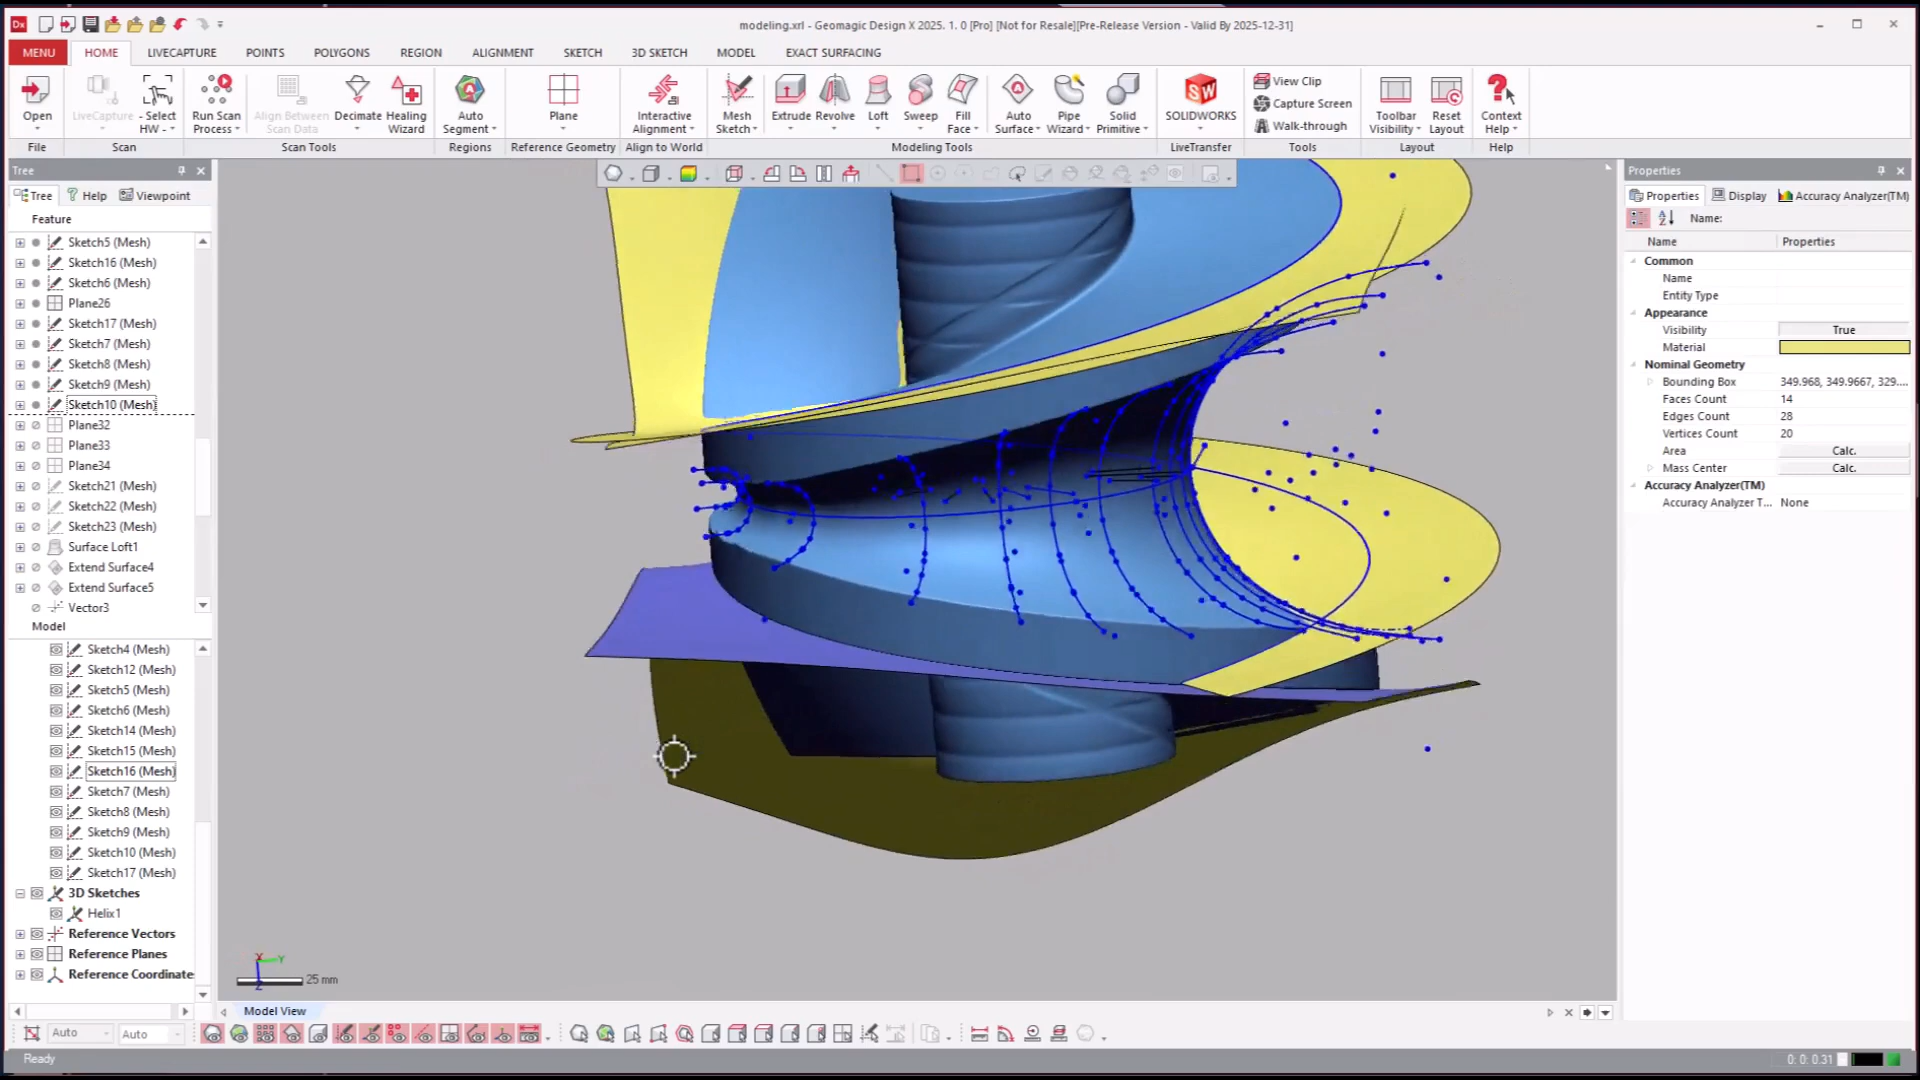 Dx
modeling.xrl - Geomagic Design X 2025. 1. 0 [Pro] [Not for Resale][Pre-Release Version - Valid By 2025-12-31]
MENU HOME LIVECAPTURE POINTS POLYGONS REGION ALIGNMENT SKETCH 3D SKETCH MODEL EXACT SURFACING
Open
LiveCapture
Select HW
Run Scan Process
Align Between Scan Data
Decimate
Healing Wizard
Auto Segment
Plane
Interactive Alignment
Mesh Sketch
Extrude
Revolve
Loft
Sweep
Fill Face
Auto Surface
Pipe Wizard
Solid Primitive
SOLIDWORKS
View Clip
Capture Screen
Walk-through
Toolbar Visibility
Reset Layout
Context Help
File Scan Scan Tools Regions Reference Geometry Align to World Modeling Tools LiveTransfer Tools Layout Help
Tree
Tree Help Viewpoint
Feature
Sketch5 (Mesh)
Sketch16 (Mesh)
Sketch6 (Mesh)
Plane26
Sketch17 (Mesh)
Sketch7 (Mesh)
Sketch8 (Mesh)
Sketch9 (Mesh)
Sketch10 (Mesh)
Plane32
Plane33
Plane34
Sketch21 (Mesh)
Sketch22 (Mesh)
Sketch23 (Mesh)
Surface Loft1
Extend Surface4
Extend Surface5
Vector3
Model
Sketch4 (Mesh)
Sketch12 (Mesh)
Sketch5 (Mesh)
Sketch6 (Mesh)
Sketch14 (Mesh)
Sketch15 (Mesh)
Sketch16 (Mesh)
Sketch7 (Mesh)
Sketch8 (Mesh)
Sketch9 (Mesh)
Sketch10 (Mesh)
Sketch17 (Mesh)
3D Sketches
Helix1
Reference Vectors
Reference Planes
Reference Coordinate
X Y Z
25 mm
Model View
Auto Auto
Ready
0: 0: 0.31
Properties
Properties Display Accuracy Analyzer(TM)
Name:
Name Properties
Common
Name
Entity Type
Appearance
Visibility True
Material
Nominal Geometry
Bounding Box 349.968, 349.9667, 329....
Faces Count 14
Edges Count 28
Vertices Count 20
Area Calc.
Mass Center Calc.
Accuracy Analyzer(TM)
Accuracy Analyzer T... None